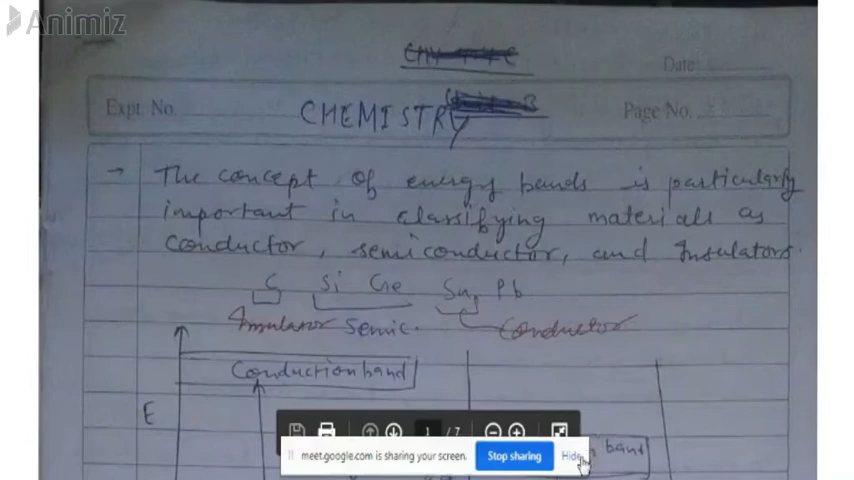 Animiz
Date
Expt. No.
CHEMISTRY
Page No.
→ The concept of energy bands is particularly
important in classifying materials as
Conductor, semiconductor, and Insulators.
C Si Ge Sn, Pb
Insulator Semic. Conductor
Conduction band
E
1 / 7
band
meet.google.com is sharing your screen. Stop sharing Hide